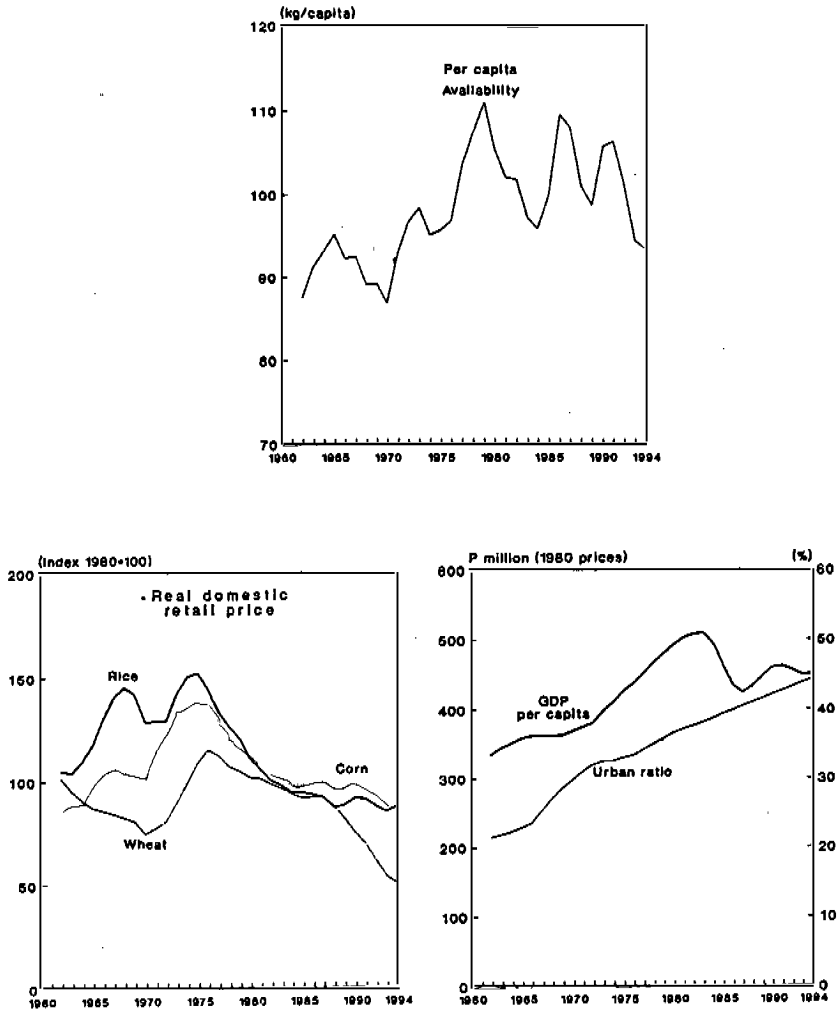 (kg/capita)
120
110
100
90
80
70
Per capita
Availability
1960 1965 1970 1975 1980 1985 1990 1994
(Index 1980=100)
200
150
100
50
0
Real domestic
retail price
Rice
Corn
Wheat
1960 1965 1970 1975 1980 1985 1990 1994
P million (1980 prices) (%)
600
500
400
300
200
100
0
60
50
40
30
20
10
0
GDP
per capita
Urban ratio
1960 1965 1970 1975 1980 1985 1990 1994